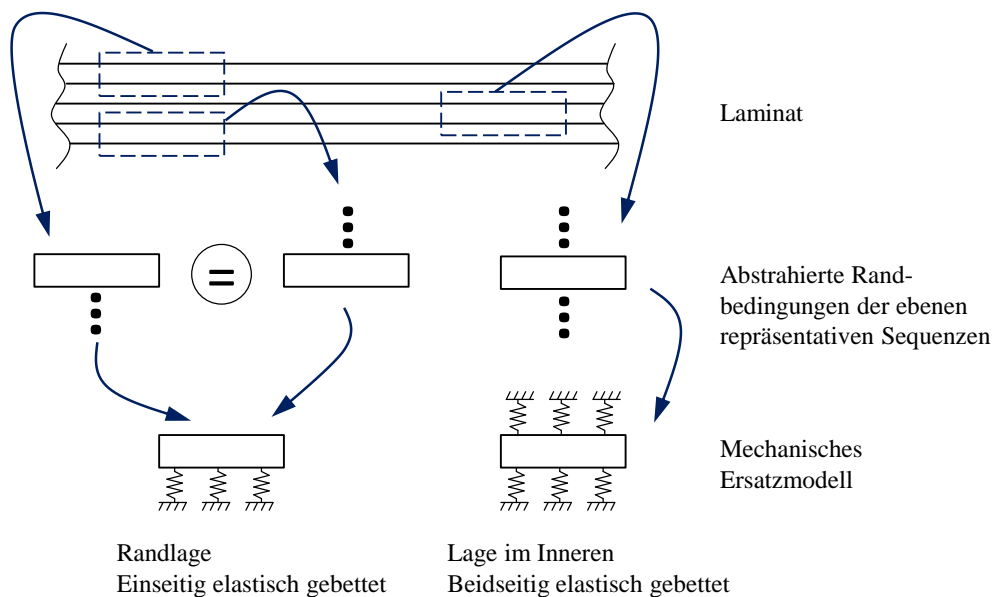 Laminat
=
Abstrahierte Rand-
bedingungen der ebenen
repräsentativen Sequenzen
Mechanisches
Ersatzmodell
Randlage
Einseitig elastisch gebettet
Lage im Inneren
Beidseitig elastisch gebettet